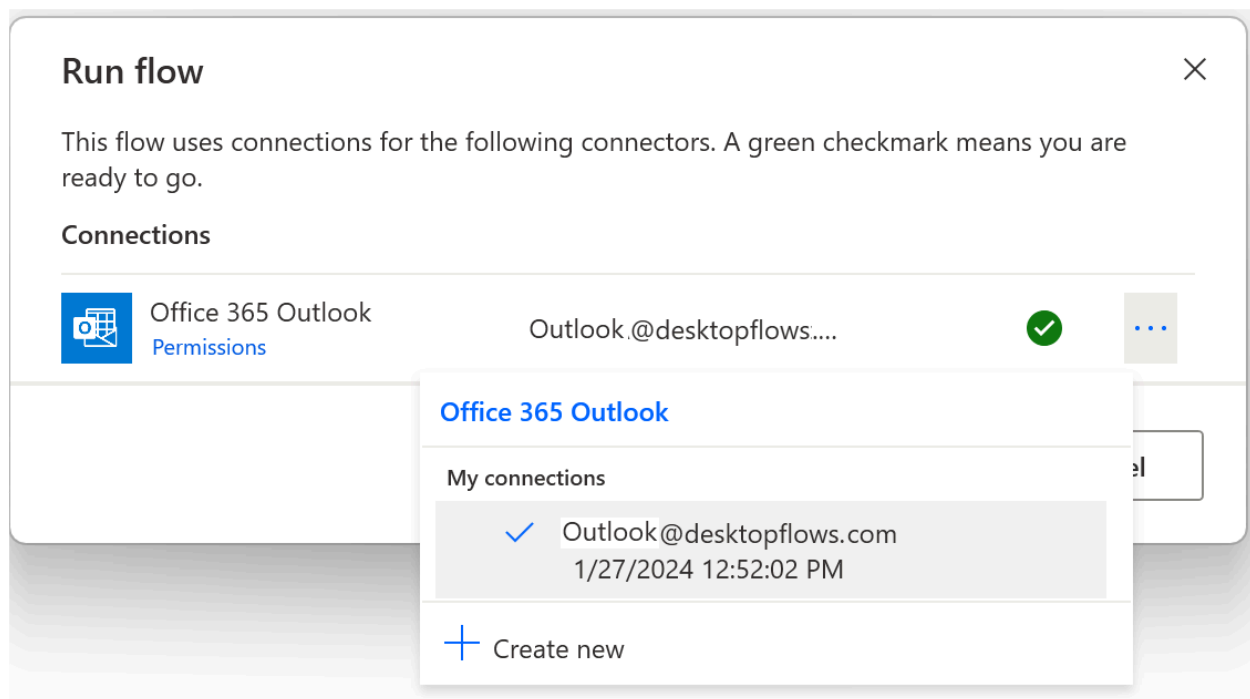 Run flow
This flow uses connections for the following connectors. A green checkmark means you are
ready to go.
Connections
Office 365 Outlook
Permissions
Outlook.@desktopflows....
Office 365 Outlook
My connections
Outlook@desktopflows.com
1/27/2024 12:52:02 PM
Create new